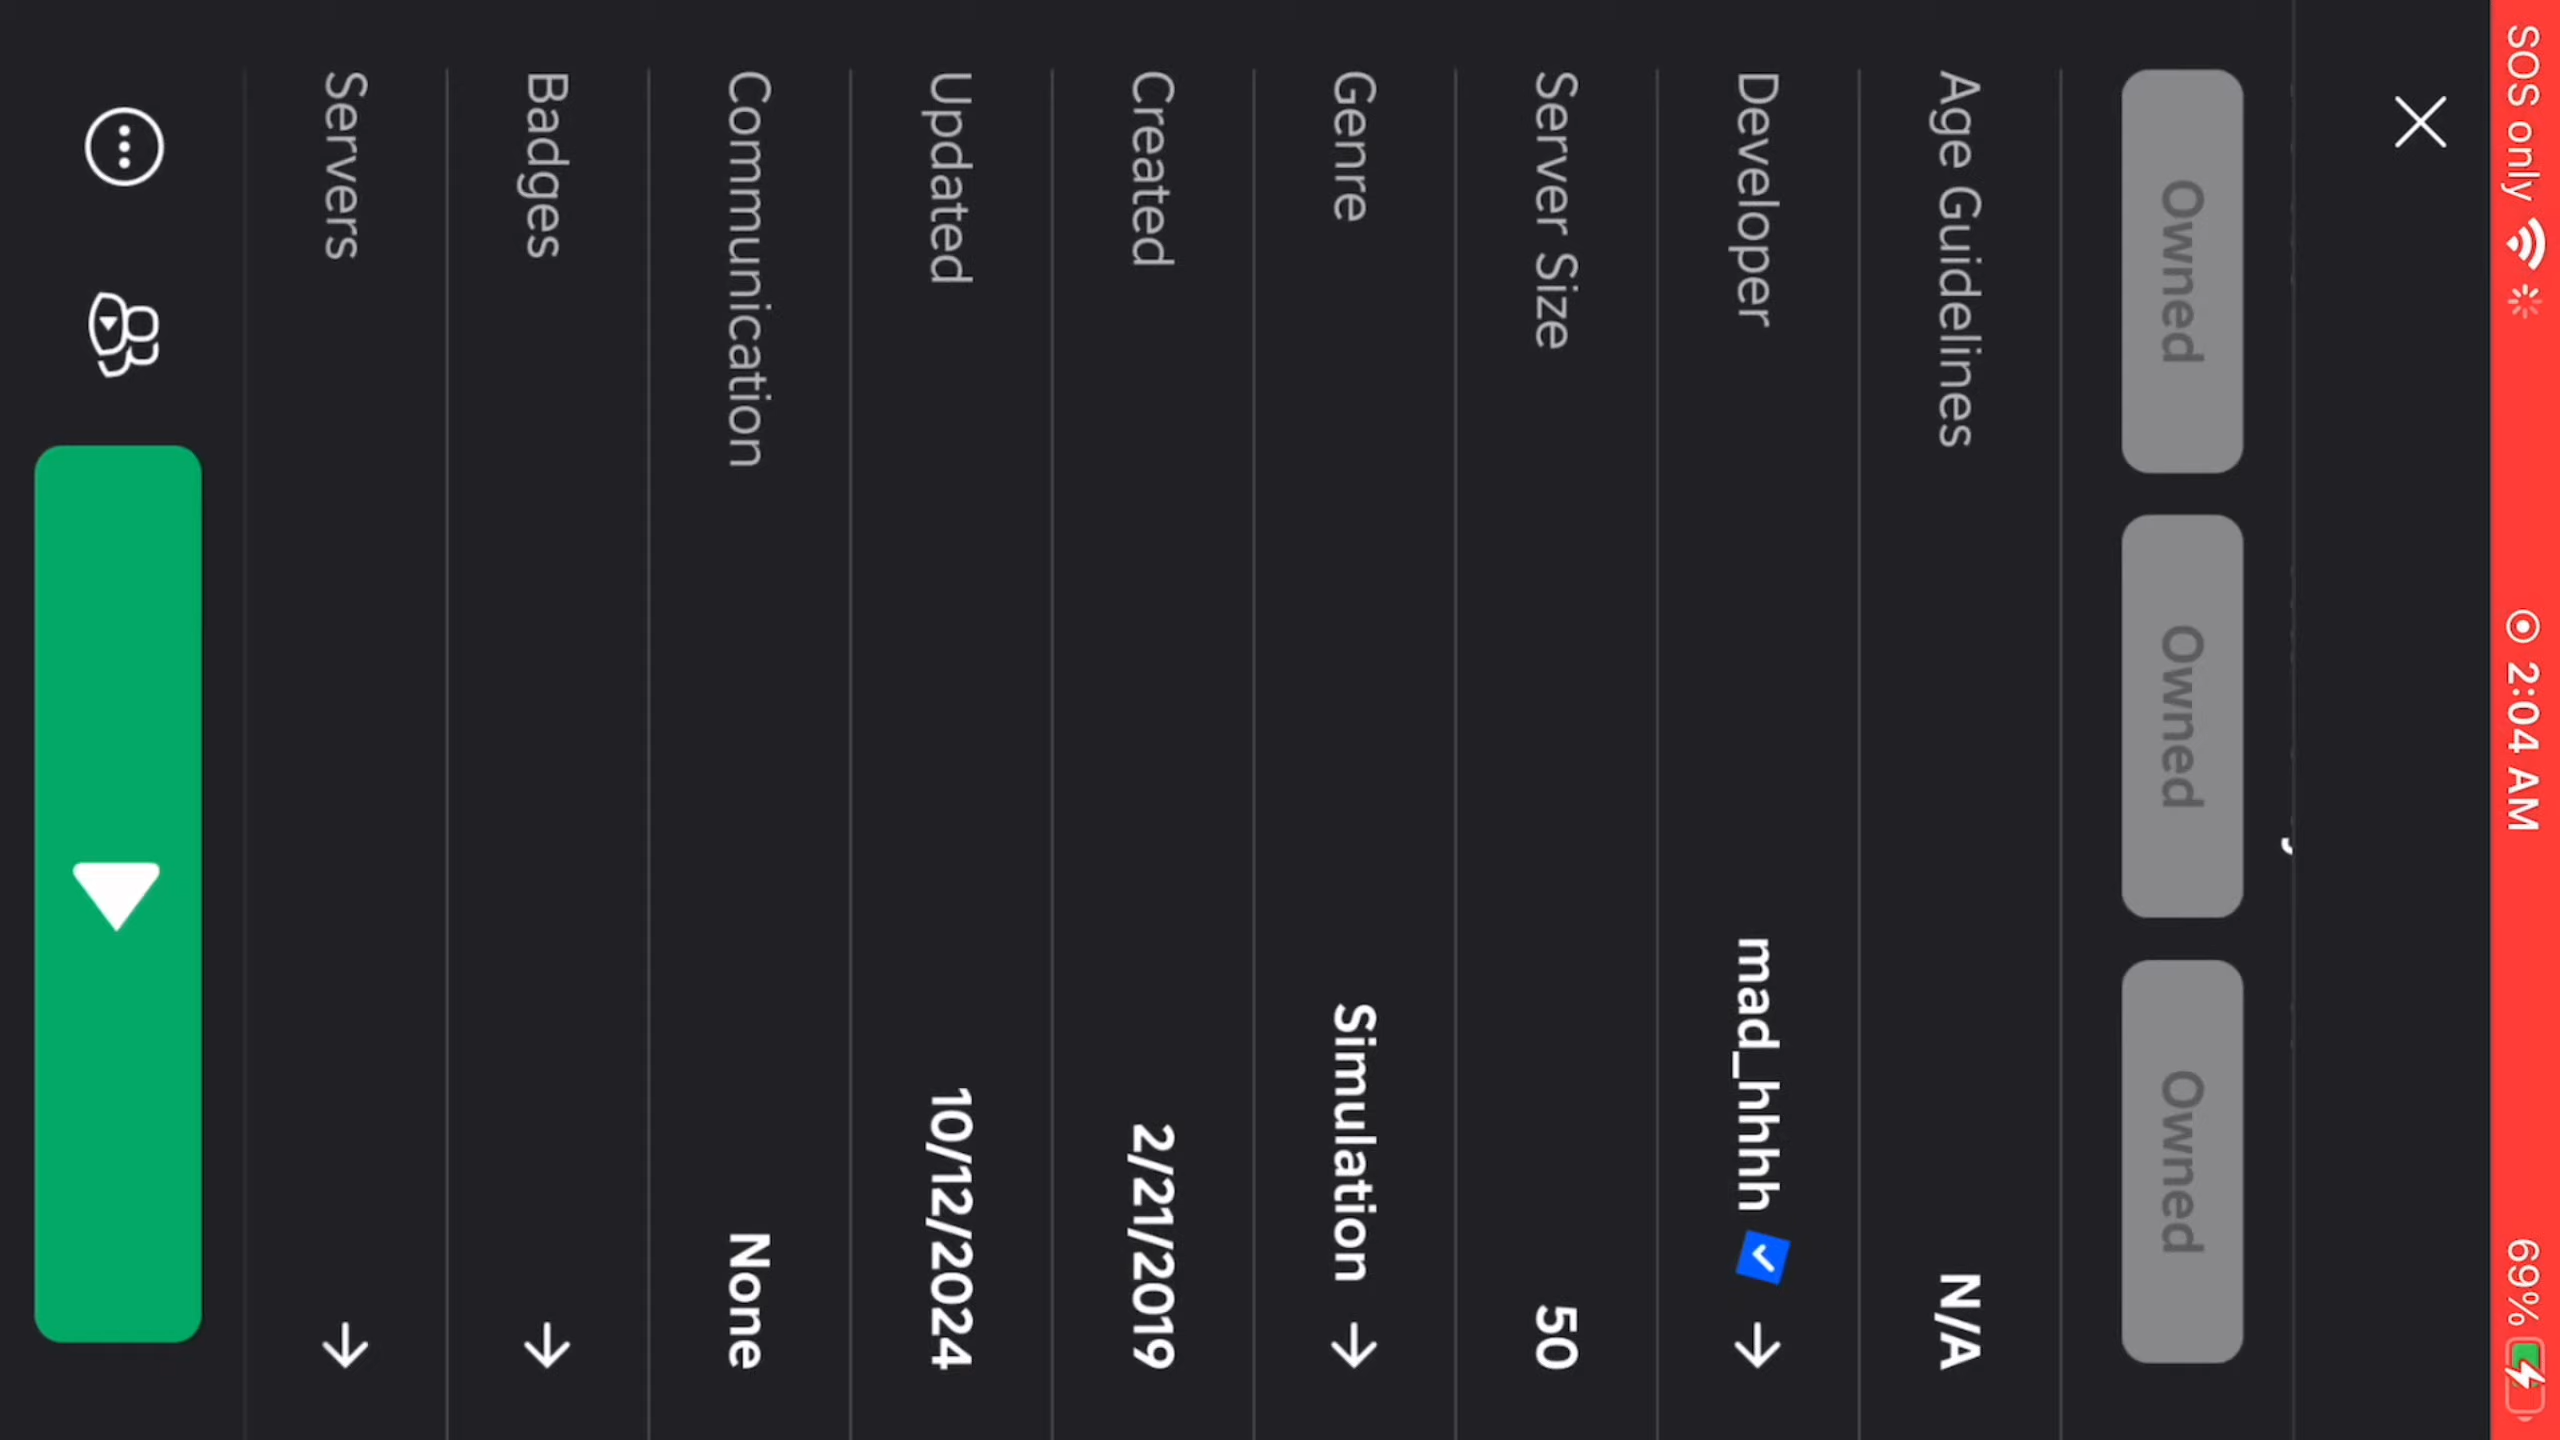 SOS only 2:04 AM 69%
Owned Owned Owned
Age Guidelines N/A
Developer mad_hhhh
Server Size 50
Genre Simulation
Created 2/21/2019
Updated 10/12/2024
Communication None
Badges
Servers